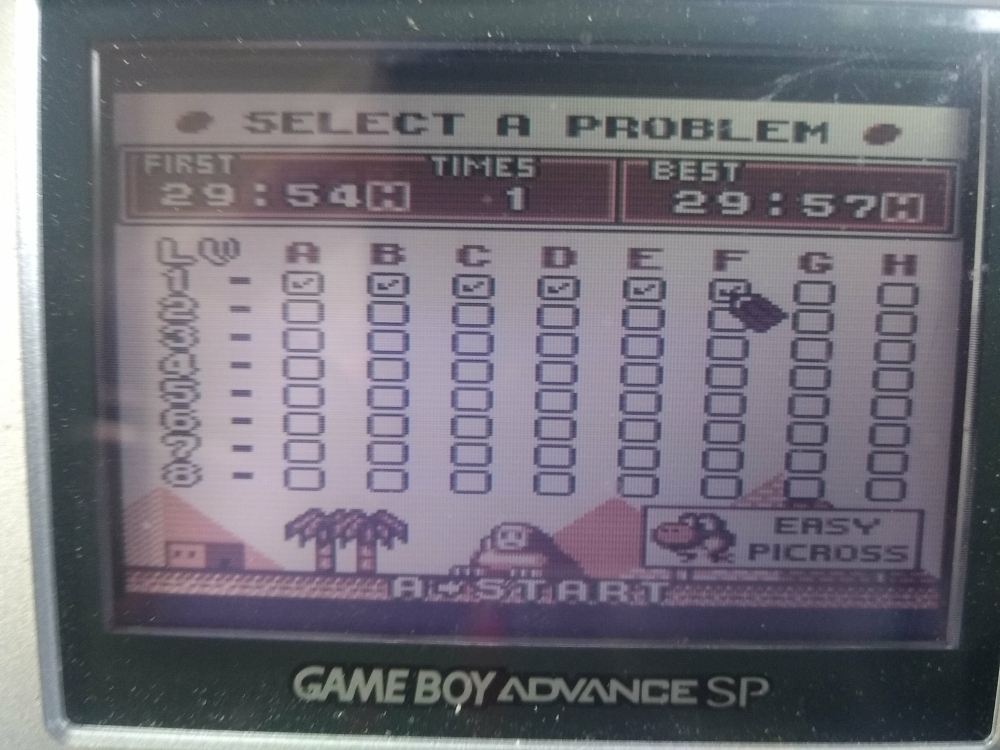 SELECT A PROBLEM
FIRST TIMES BEST
29:54H 1 29:57H
LV A B C D E F G H
1 -
2 -
3 -
4 -
5 -
6 -
7 -
8 -
EASY
PICROSS
A→START
GAME BOY ADVANCE SP